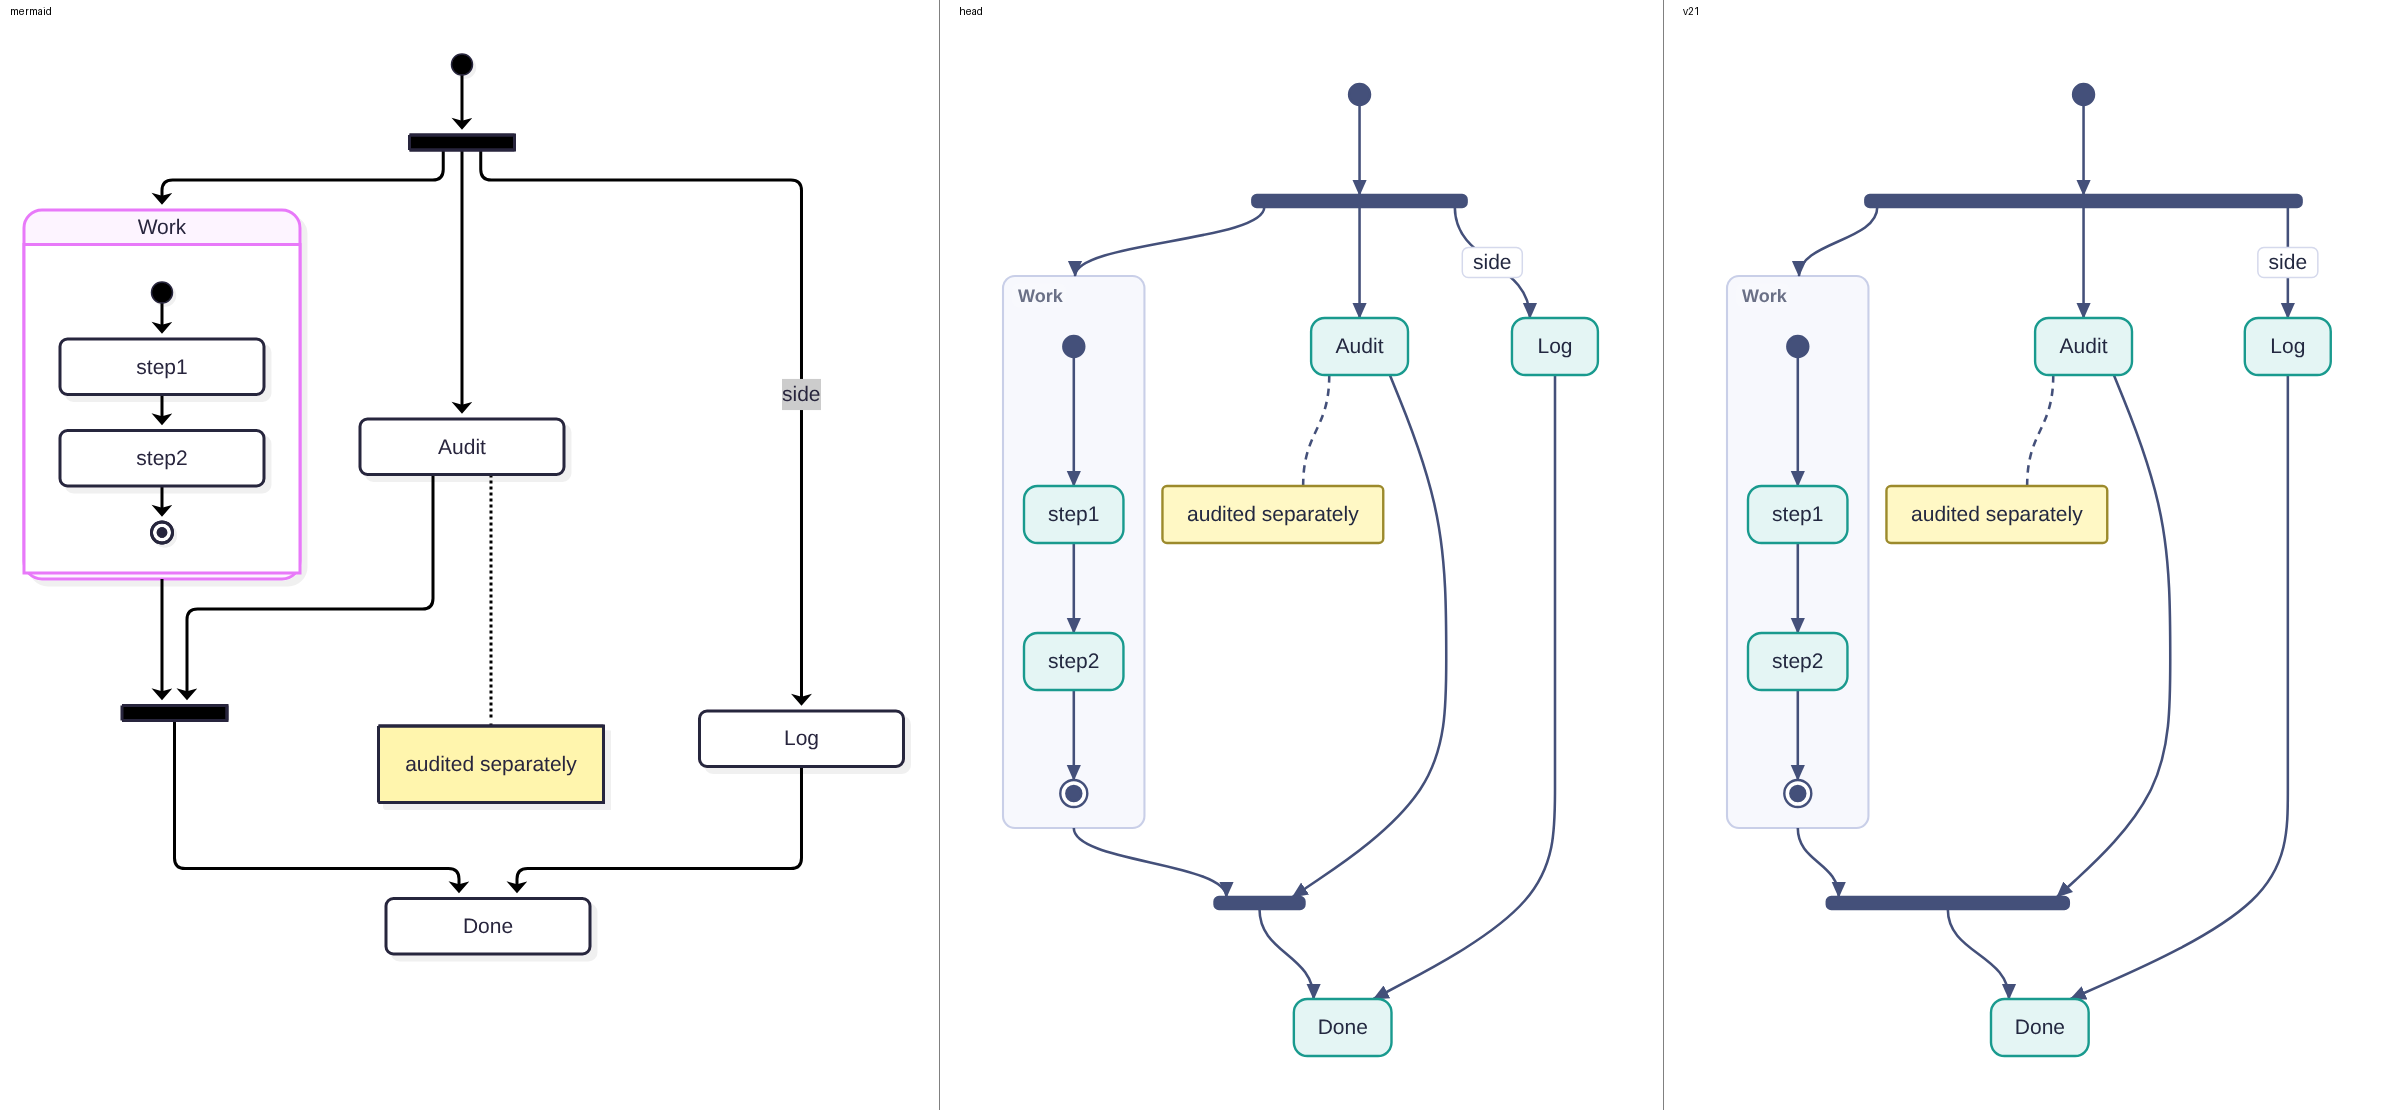 mermaid
Work
step1
step2
Audit
side
audited separately
Log
Done
head
side
Work
Audit
Log
step1
audited separately
step2
Done
v21
side
Work
Audit
Log
step1
audited separately
step2
Done